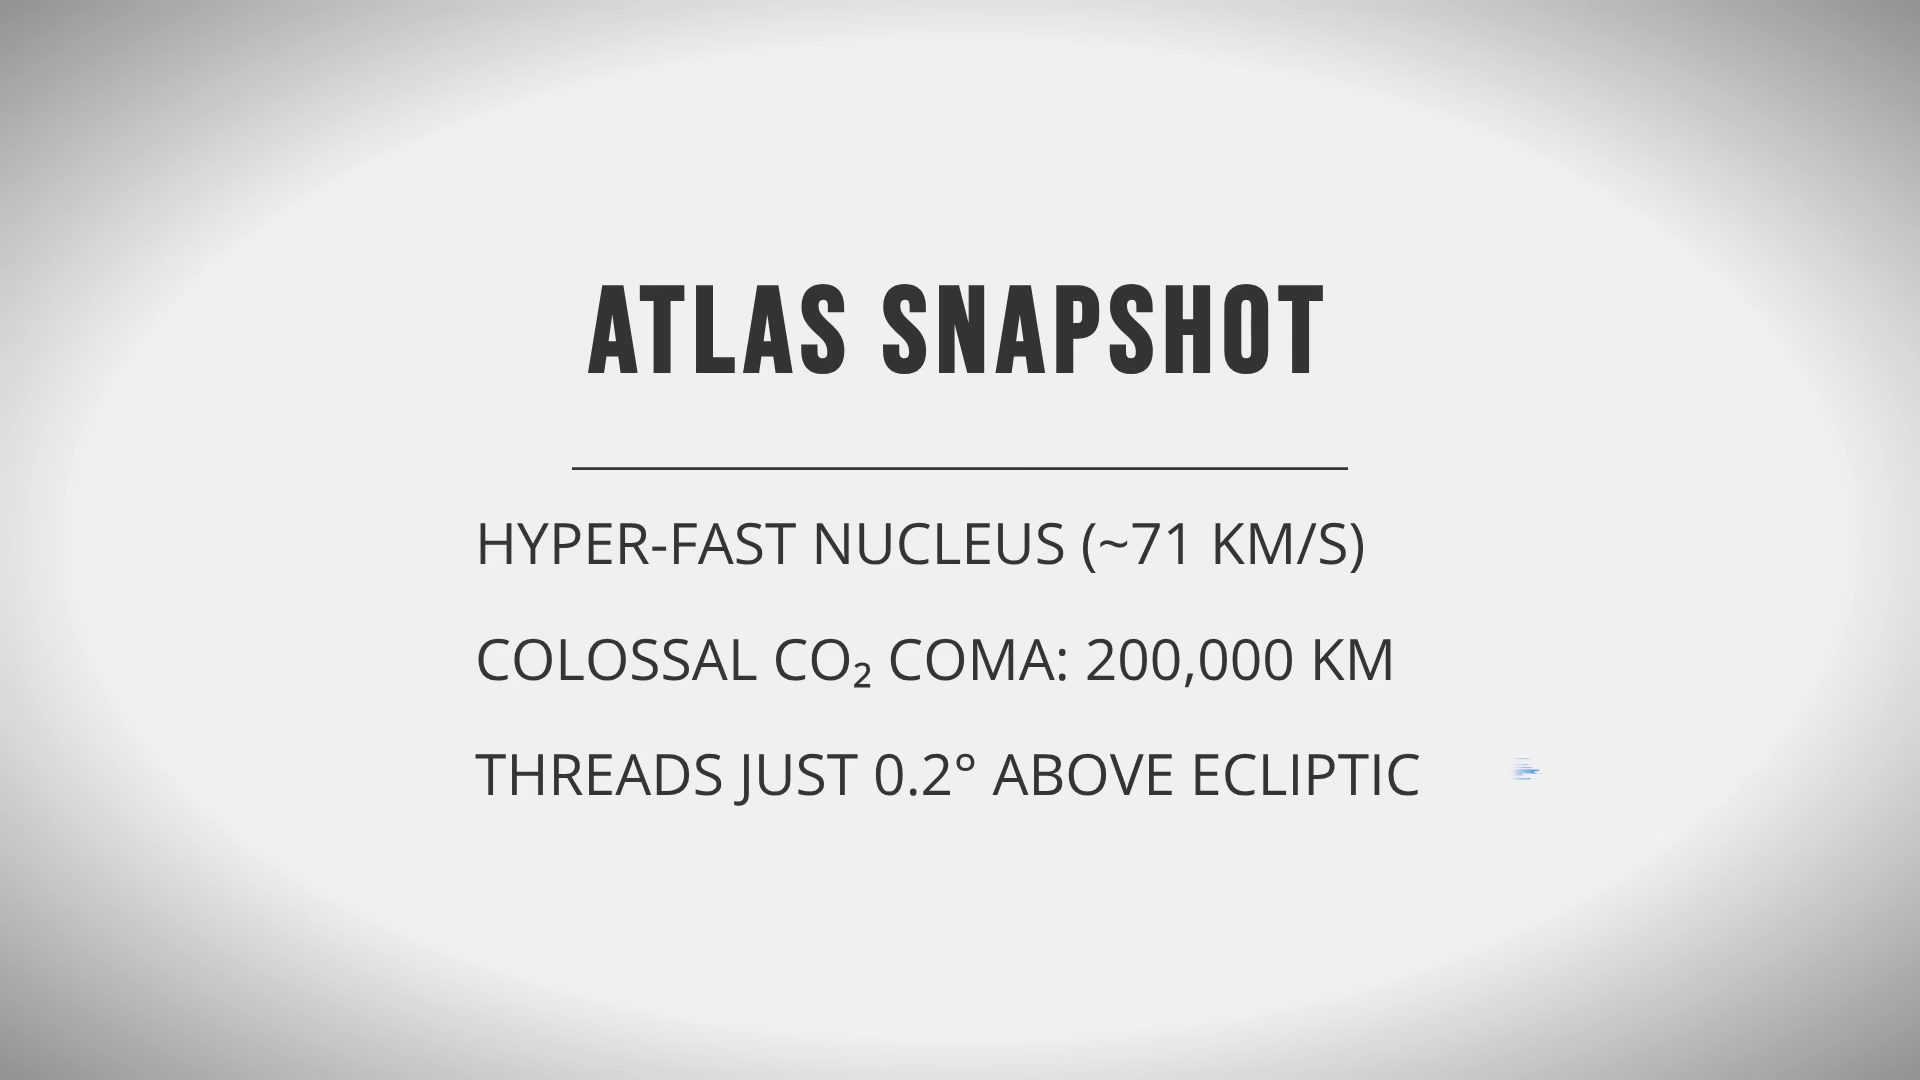 ATLAS SNAPSHOT
HYPER-FAST NUCLEUS (~71 KM/S)
COLOSSAL CO₂ COMA: 200,000 KM
THREADS JUST 0.2° ABOVE ECLIPTIC